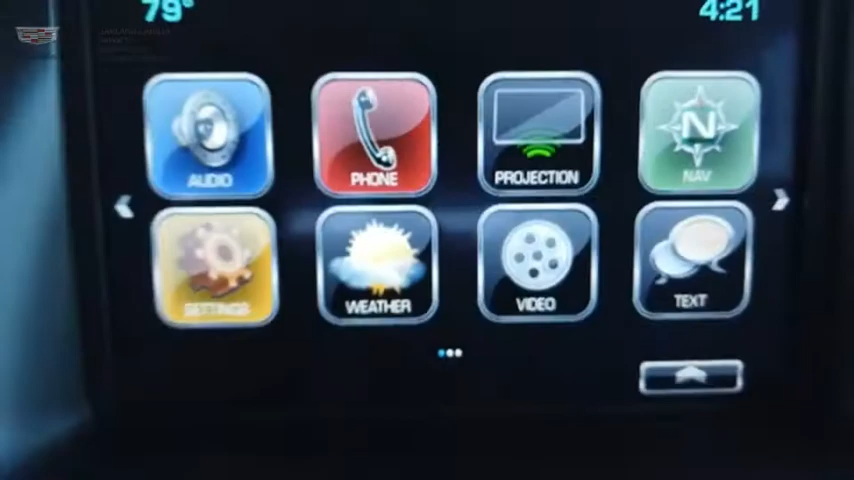 79°
4:21
AUDIO
PHONE
PROJECTION
N
NAV
SETTINGS
WEATHER
VIDEO
TEXT